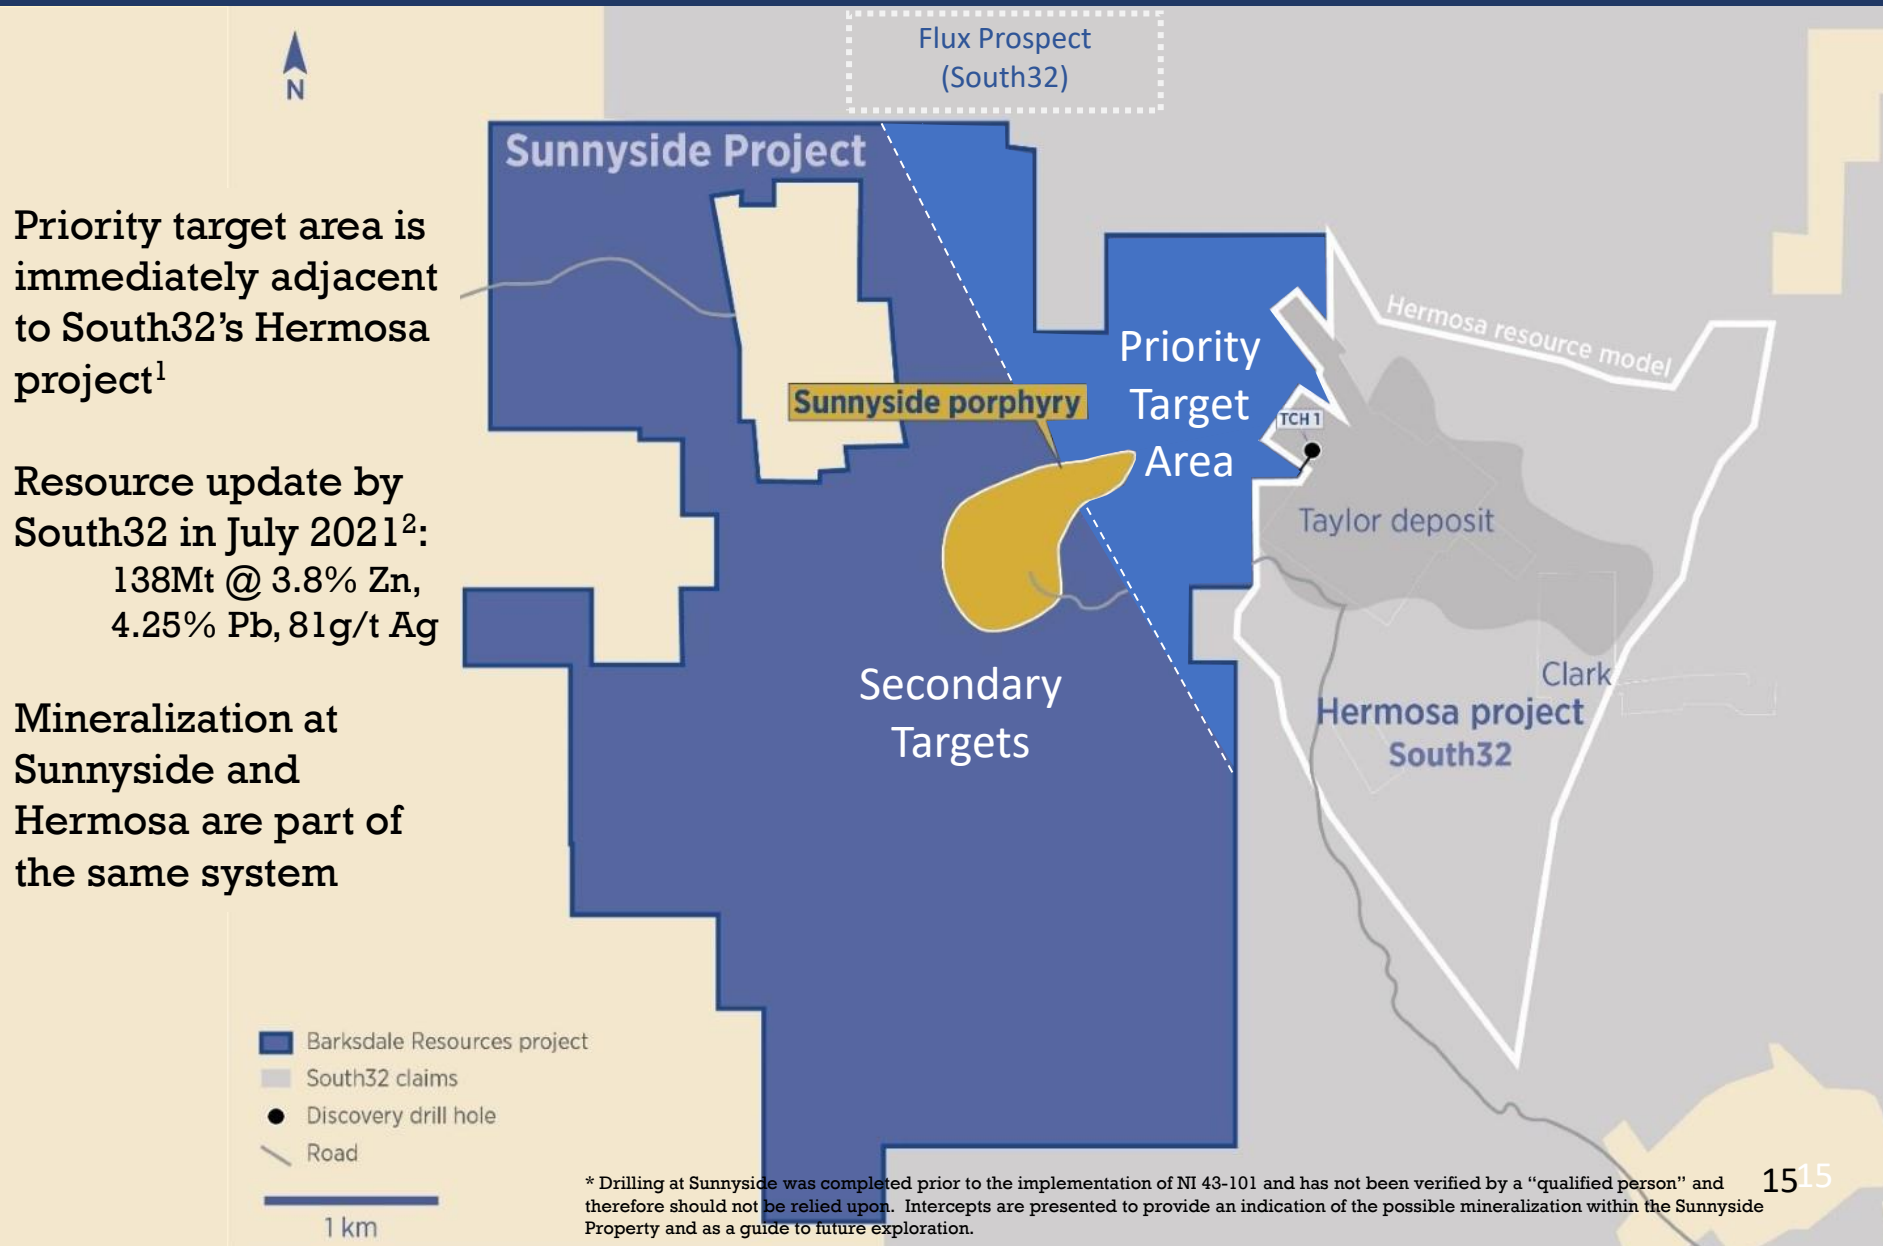 Flux Prospect
(South32)
N
Sunnyside Project
Priority target area is
immediately adjacent
to South32’s Hermosa
project¹
Resource update by
South32 in July 2021²:
138Mt @ 3.8% Zn,
4.25% Pb, 81g/t Ag
Mineralization at
Sunnyside and
Hermosa are part of
the same system
Hermosa resource model
Priority
Target
Area
Sunnyside porphyry
TCH 1
Taylor deposit
Secondary
Targets
Clark
Hermosa project
South32
Barksdale Resources project
South32 claims
Discovery drill hole
Road
1 km
* Drilling at Sunnyside was completed prior to the implementation of NI 43-101 and has not been verified by a “qualified person” and
therefore should not be relied upon. Intercepts are presented to provide an indication of the possible mineralization within the Sunnyside
Property and as a guide to future exploration.
15 15